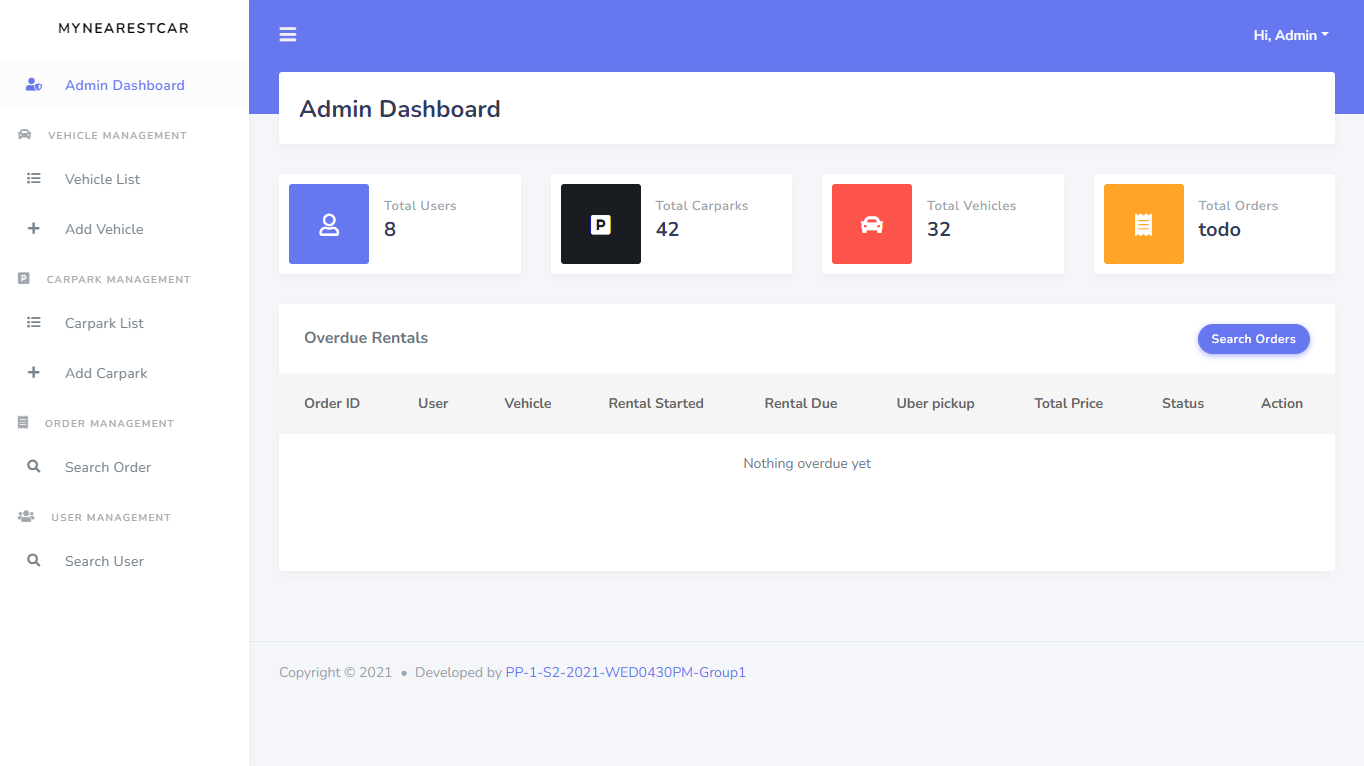 MYNEARESTCAR
Hi, Admin
Admin Dashboard
VEHICLE MANAGEMENT
Vehicle List
Add Vehicle
CARPARK MANAGEMENT
Carpark List
Add Carpark
ORDER MANAGEMENT
Search Order
USER MANAGEMENT
Search User
Admin Dashboard
Total Users
8
Total Carparks
42
Total Vehicles
32
Total Orders
todo
Overdue Rentals
Search Orders
Order ID User Vehicle Rental Started Rental Due Uber pickup Total Price Status Action
Nothing overdue yet
Copyright © 2021 • Developed by PP-1-S2-2021-WED0430PM-Group1